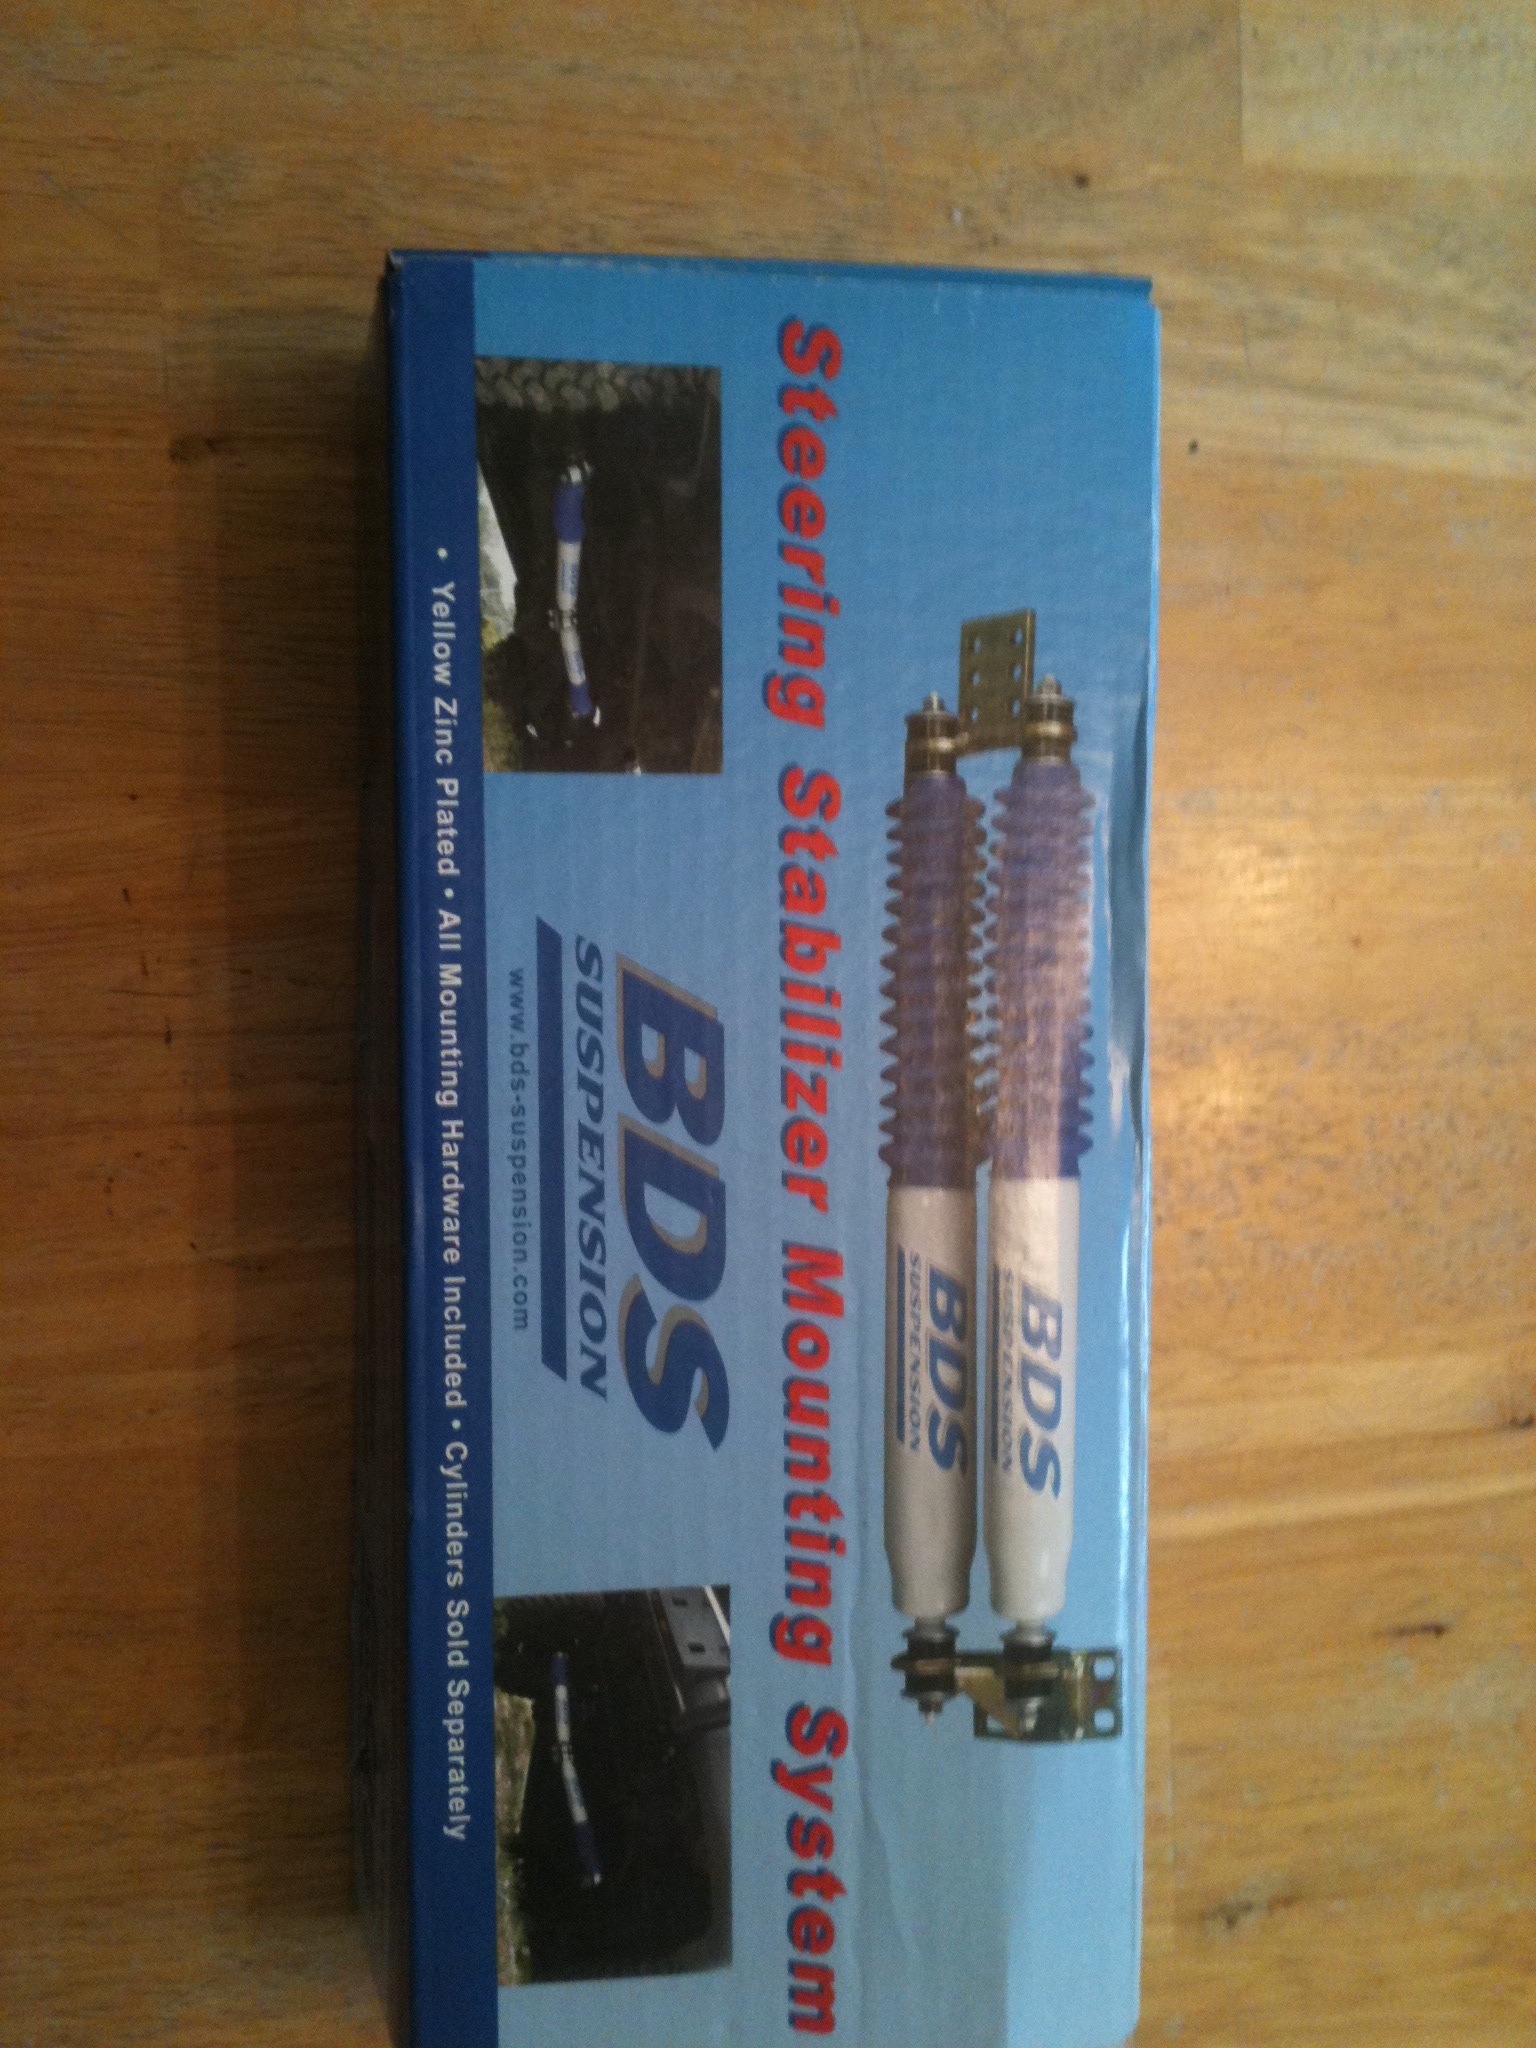 BDS
SUSPENSION
BDS
SUSPENSION
Steering Stabilizer Mounting System
BDS
SUSPENSION
www.bds-suspension.com
• Yellow Zinc Plated • All Mounting Hardware Included • Cylinders Sold Separately